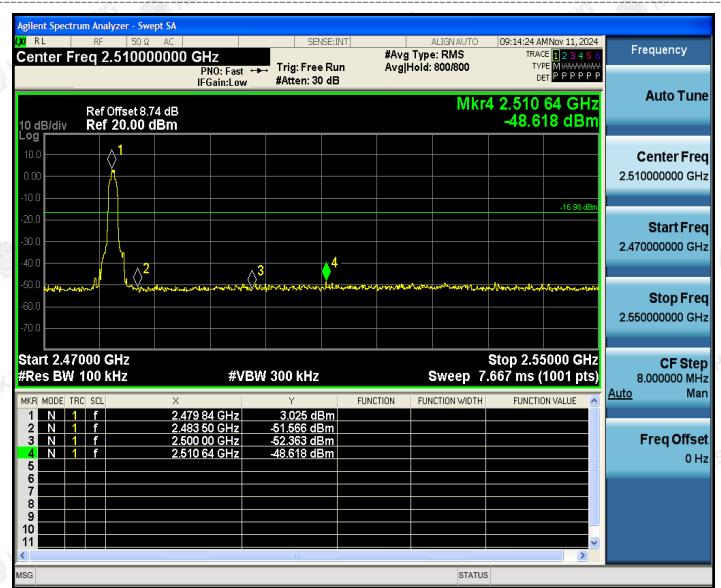 Agilent Spectrum Analyzer - Swept SA
LXI RL RF 50 Ω AC SENSE:INT ALIGN AUTO 09:14:24 AM Nov 11, 2024
Center Freq 2.510000000 GHz
PNO: Fast
IFGain:Low
Trig: Free Run
#Atten: 30 dB
#Avg Type: RMS
Avg|Hold: 800/800
TRACE 1 2 3 4 5 6
TYPE M W W W W W
DET P P P P P P
Ref Offset 8.74 dB
Ref 20.00 dBm
10 dB/div
Log
Mkr4 2.510 64 GHz
-48.618 dBm
10.0
0.00
-10.0
-20.0
-30.0
-40.0
-50.0
-60.0
-70.0
1
2
3
4
-16.98 dBm
Start 2.47000 GHz Stop 2.55000 GHz
#Res BW 100 kHz #VBW 300 kHz Sweep 7.667 ms (1001 pts)
MKR MODE TRC SCL X Y FUNCTION FUNCTION WIDTH FUNCTION VALUE
1 N 1 f 2.479 84 GHz 3.025 dBm
2 N 1 f 2.483 50 GHz -51.566 dBm
3 N 1 f 2.500 00 GHz -52.363 dBm
4 N 1 f 2.510 64 GHz -48.618 dBm
5
6
7
8
9
10
11
MSG STATUS
Frequency
Auto Tune
Center Freq
2.510000000 GHz
Start Freq
2.470000000 GHz
Stop Freq
2.550000000 GHz
CF Step
8.000000 MHz
Auto Man
Freq Offset
0 Hz